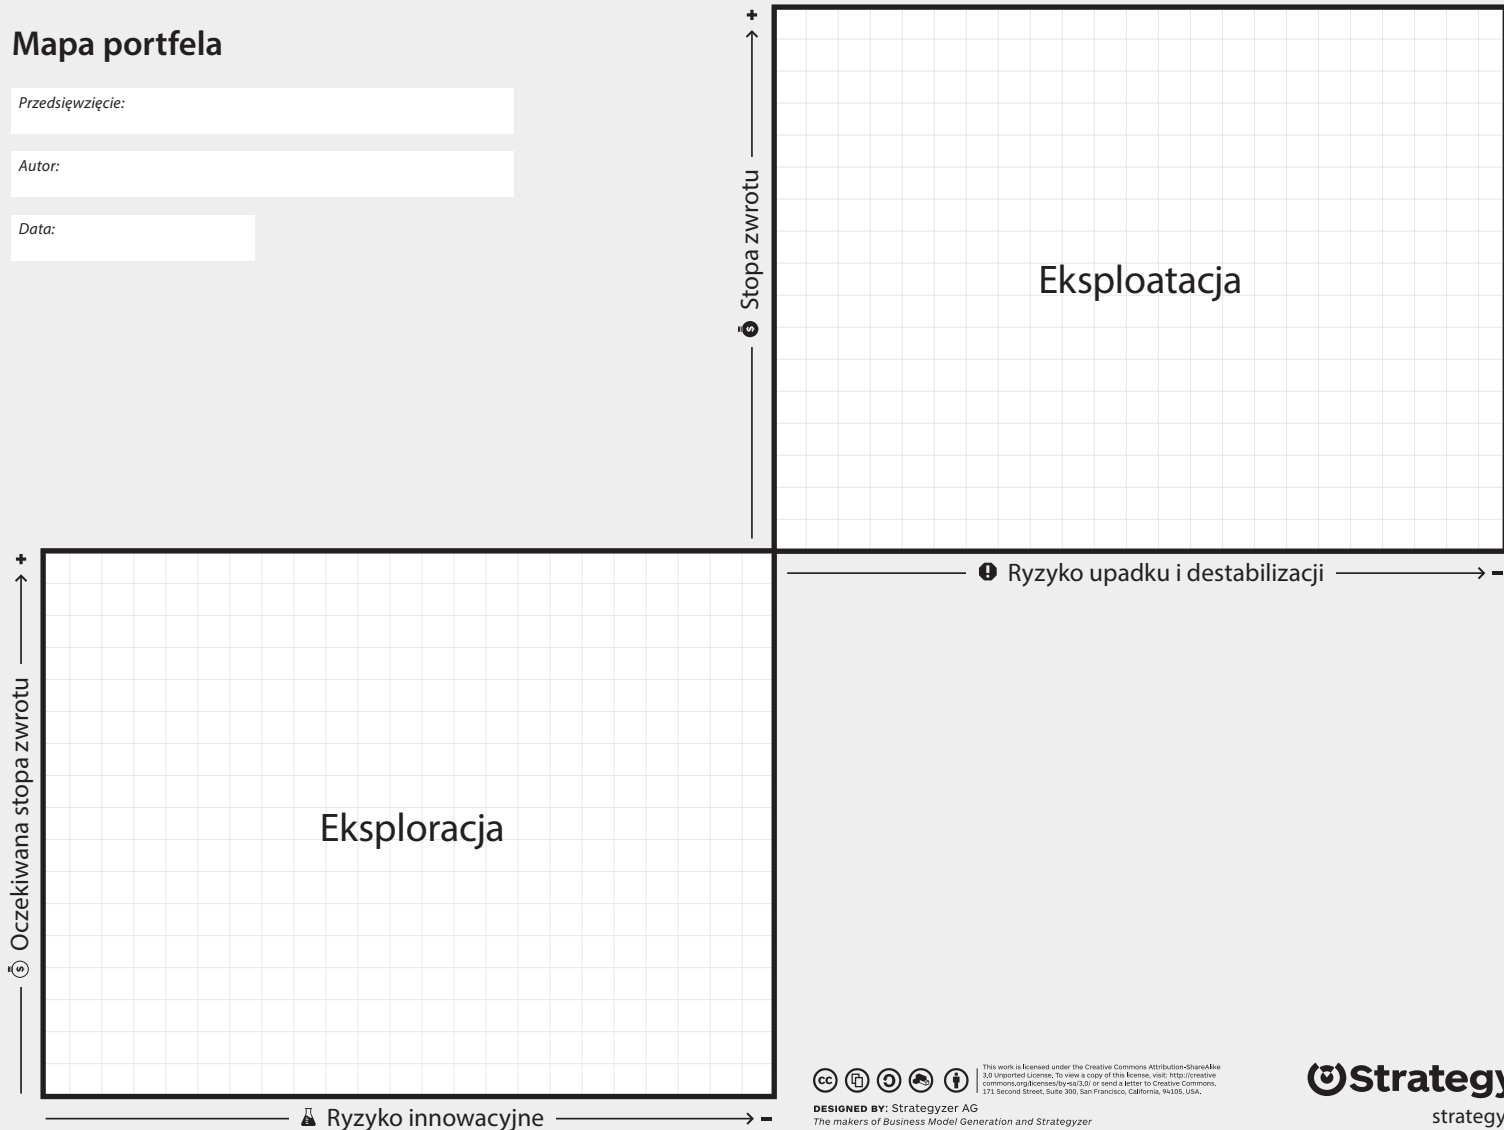 Mapa portfela
Przedsięwzięcie:
Autor:
Data:
+
Stopa zwrotu
Eksploatacja
Ryzyko upadku i destabilizacji
-
+
Oczekiwana stopa zwrotu
Eksploracja
Ryzyko innowacyjne
-
This work is licensed under the Creative Commons Attribution-ShareAlike
3.0 Unported License. To view a copy of this license, visit: http://creative
commons.org/licenses/by-sa/3.0/ or send a letter to Creative Commons,
171 Second Street, Suite 300, San Francisco, California, 94105, USA.
DESIGNED BY: Strategyzer AG
The makers of Business Model Generation and Strategyzer
Strategy
strategy